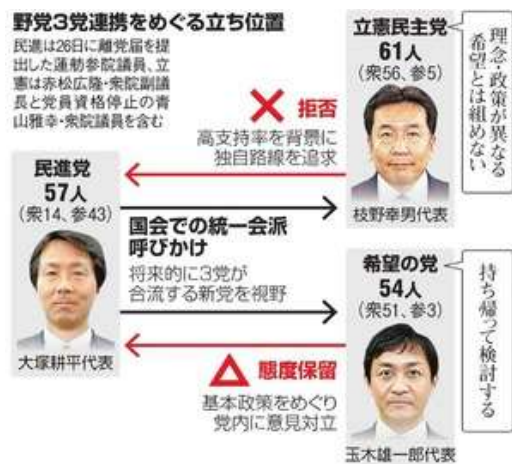 野党3党連携をめぐる立ち位置
民進は26日に離党届を提
出した蓮舫参院議員、立
憲は赤松広隆・衆院副議
長と党員資格停止の青
山雅幸・衆院議員を含む
立憲民主党
61人
(衆56、参5)
枝野幸男代表
理念・政策が異なる
希望とは組めない
✕ 拒否
高支持率を背景に
独自路線を追求
民進党
57人
(衆14、参43)
大塚耕平代表
国会での統一会派
呼びかけ
将来的に3党が
合流する新党を視野
希望の党
54人
(衆51、参3)
玉木雄一郎代表
持ち帰って検討する
△ 態度保留
基本政策をめぐり
党内に意見対立